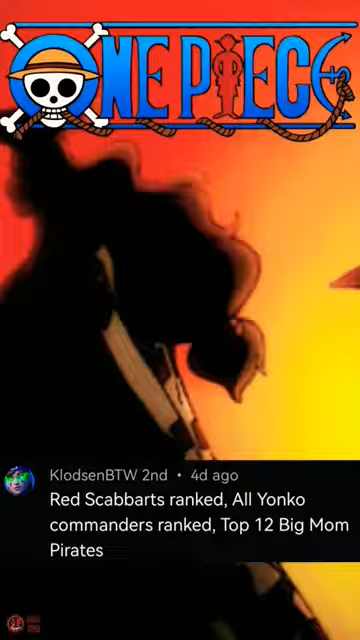 ONE PIECE
KlodsenBTW 2nd • 4d ago
Red Scabbarts ranked, All Yonko
commanders ranked, Top 12 Big Mom
Pirates